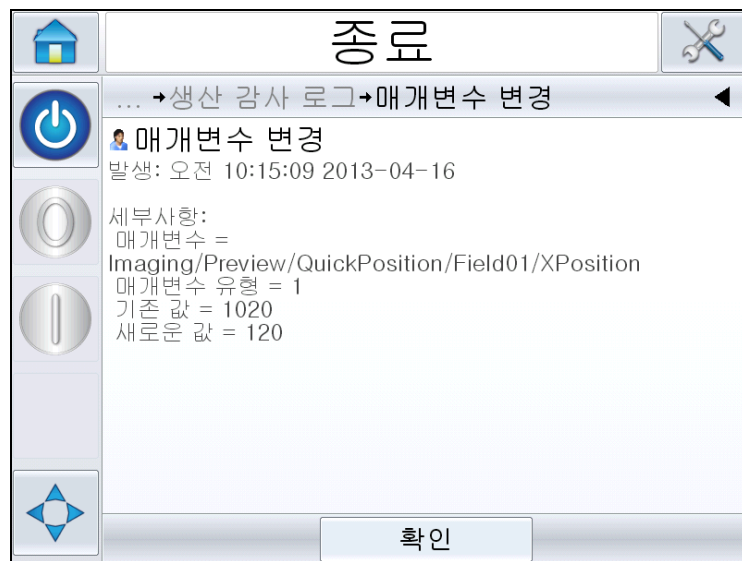 종료
... →생산 감사 로그→매개변수 변경
매개변수 변경
발생: 오전 10:15:09 2013-04-16
세부사항:
매개변수 =
Imaging/Preview/QuickPosition/Field01/XPosition
매개변수 유형 = 1
기존 값 = 1020
새로운 값 = 120
확인